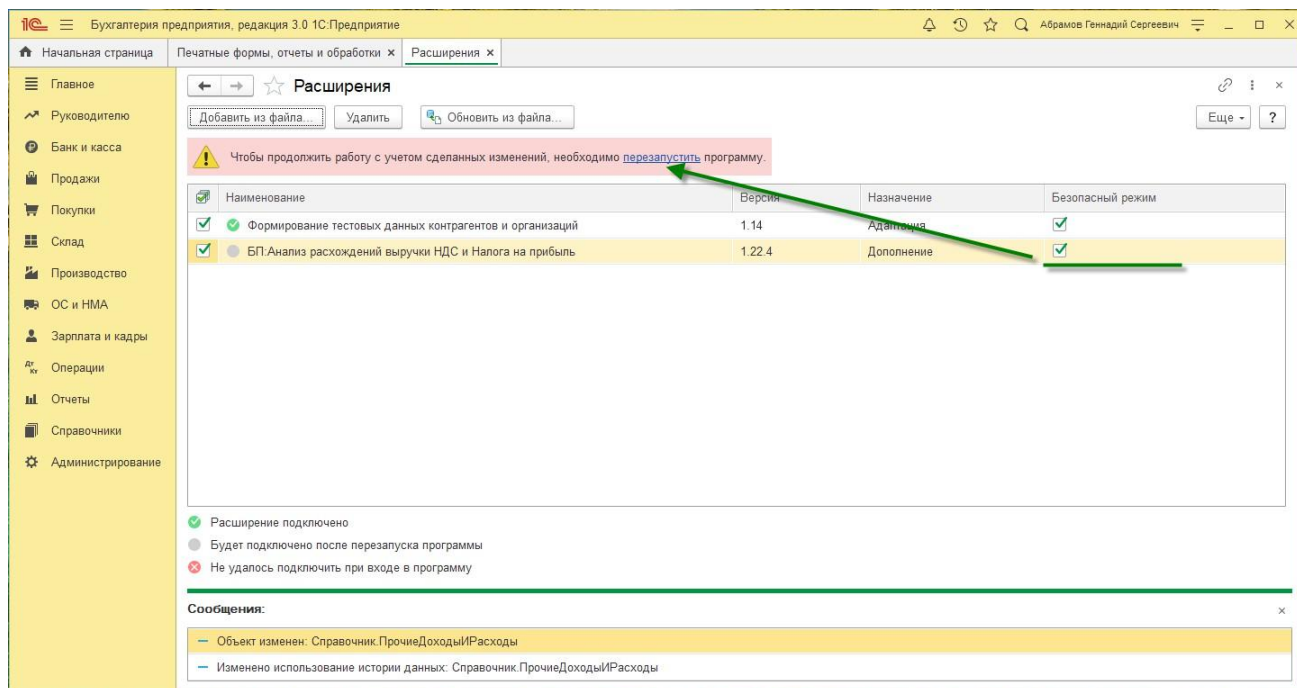 1С Бухгалтерия предприятия, редакция 3.0 1С:Предприятие Абрамов Геннадий Сергеевич
Начальная страница Печатные формы, отчеты и обработки × Расширения ×
Главное
Руководителю
Банк и касса
Продажи
Покупки
Склад
Производство
ОС и НМА
Зарплата и кадры
Дт Кт Операции
Отчеты
Справочники
Администрирование
Расширения
Добавить из файла... Удалить Обновить из файла... Еще ?
Чтобы продолжить работу с учетом сделанных изменений, необходимо перезапустить программу.
Наименование Версия Назначение Безопасный режим
Формирование тестовых данных контрагентов и организаций 1.14 Адаптация
БП:Анализ расхождений выручки НДС и Налога на прибыль 1.22.4 Дополнение
Расширение подключено
Будет подключено после перезапуска программы
Не удалось подключить при входе в программу
Сообщения:
— Объект изменен: Справочник.ПрочиеДоходыИРасходы
— Изменено использование истории данных: Справочник.ПрочиеДоходыИРасходы